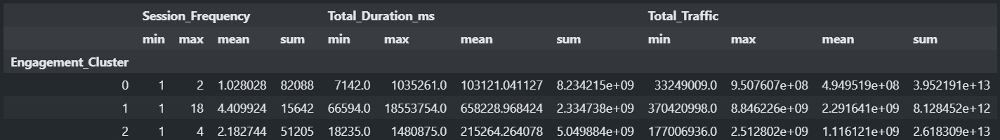 Session_Frequency Total_Duration_ms Total_Traffic
min max mean sum min max mean sum min max mean sum
Engagement_Cluster
0 1 2 1.028028 82088 7142.0 1035261.0 103121.041127 8.234215e+09 33249009.0 9.507607e+08 4.949519e+08 3.952191e+13
1 1 18 4.409924 15642 66594.0 18553754.0 658228.968424 2.334738e+09 370420998.0 8.846226e+09 2.291641e+09 8.128452e+12
2 1 4 2.182744 51205 18235.0 1480875.0 215264.264078 5.049884e+09 177006936.0 2.512802e+09 1.116121e+09 2.618309e+13